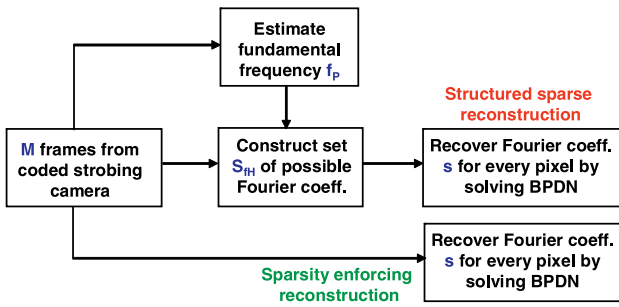 Estimate
fundamental
frequency f_P
Structured sparse
reconstruction
M frames from
coded strobing
camera
Construct set
S_fH of possible
Fourier coeff.
Recover Fourier coeff.
s for every pixel by
solving BPDN
Sparsity enforcing
reconstruction
Recover Fourier coeff.
s for every pixel by
solving BPDN